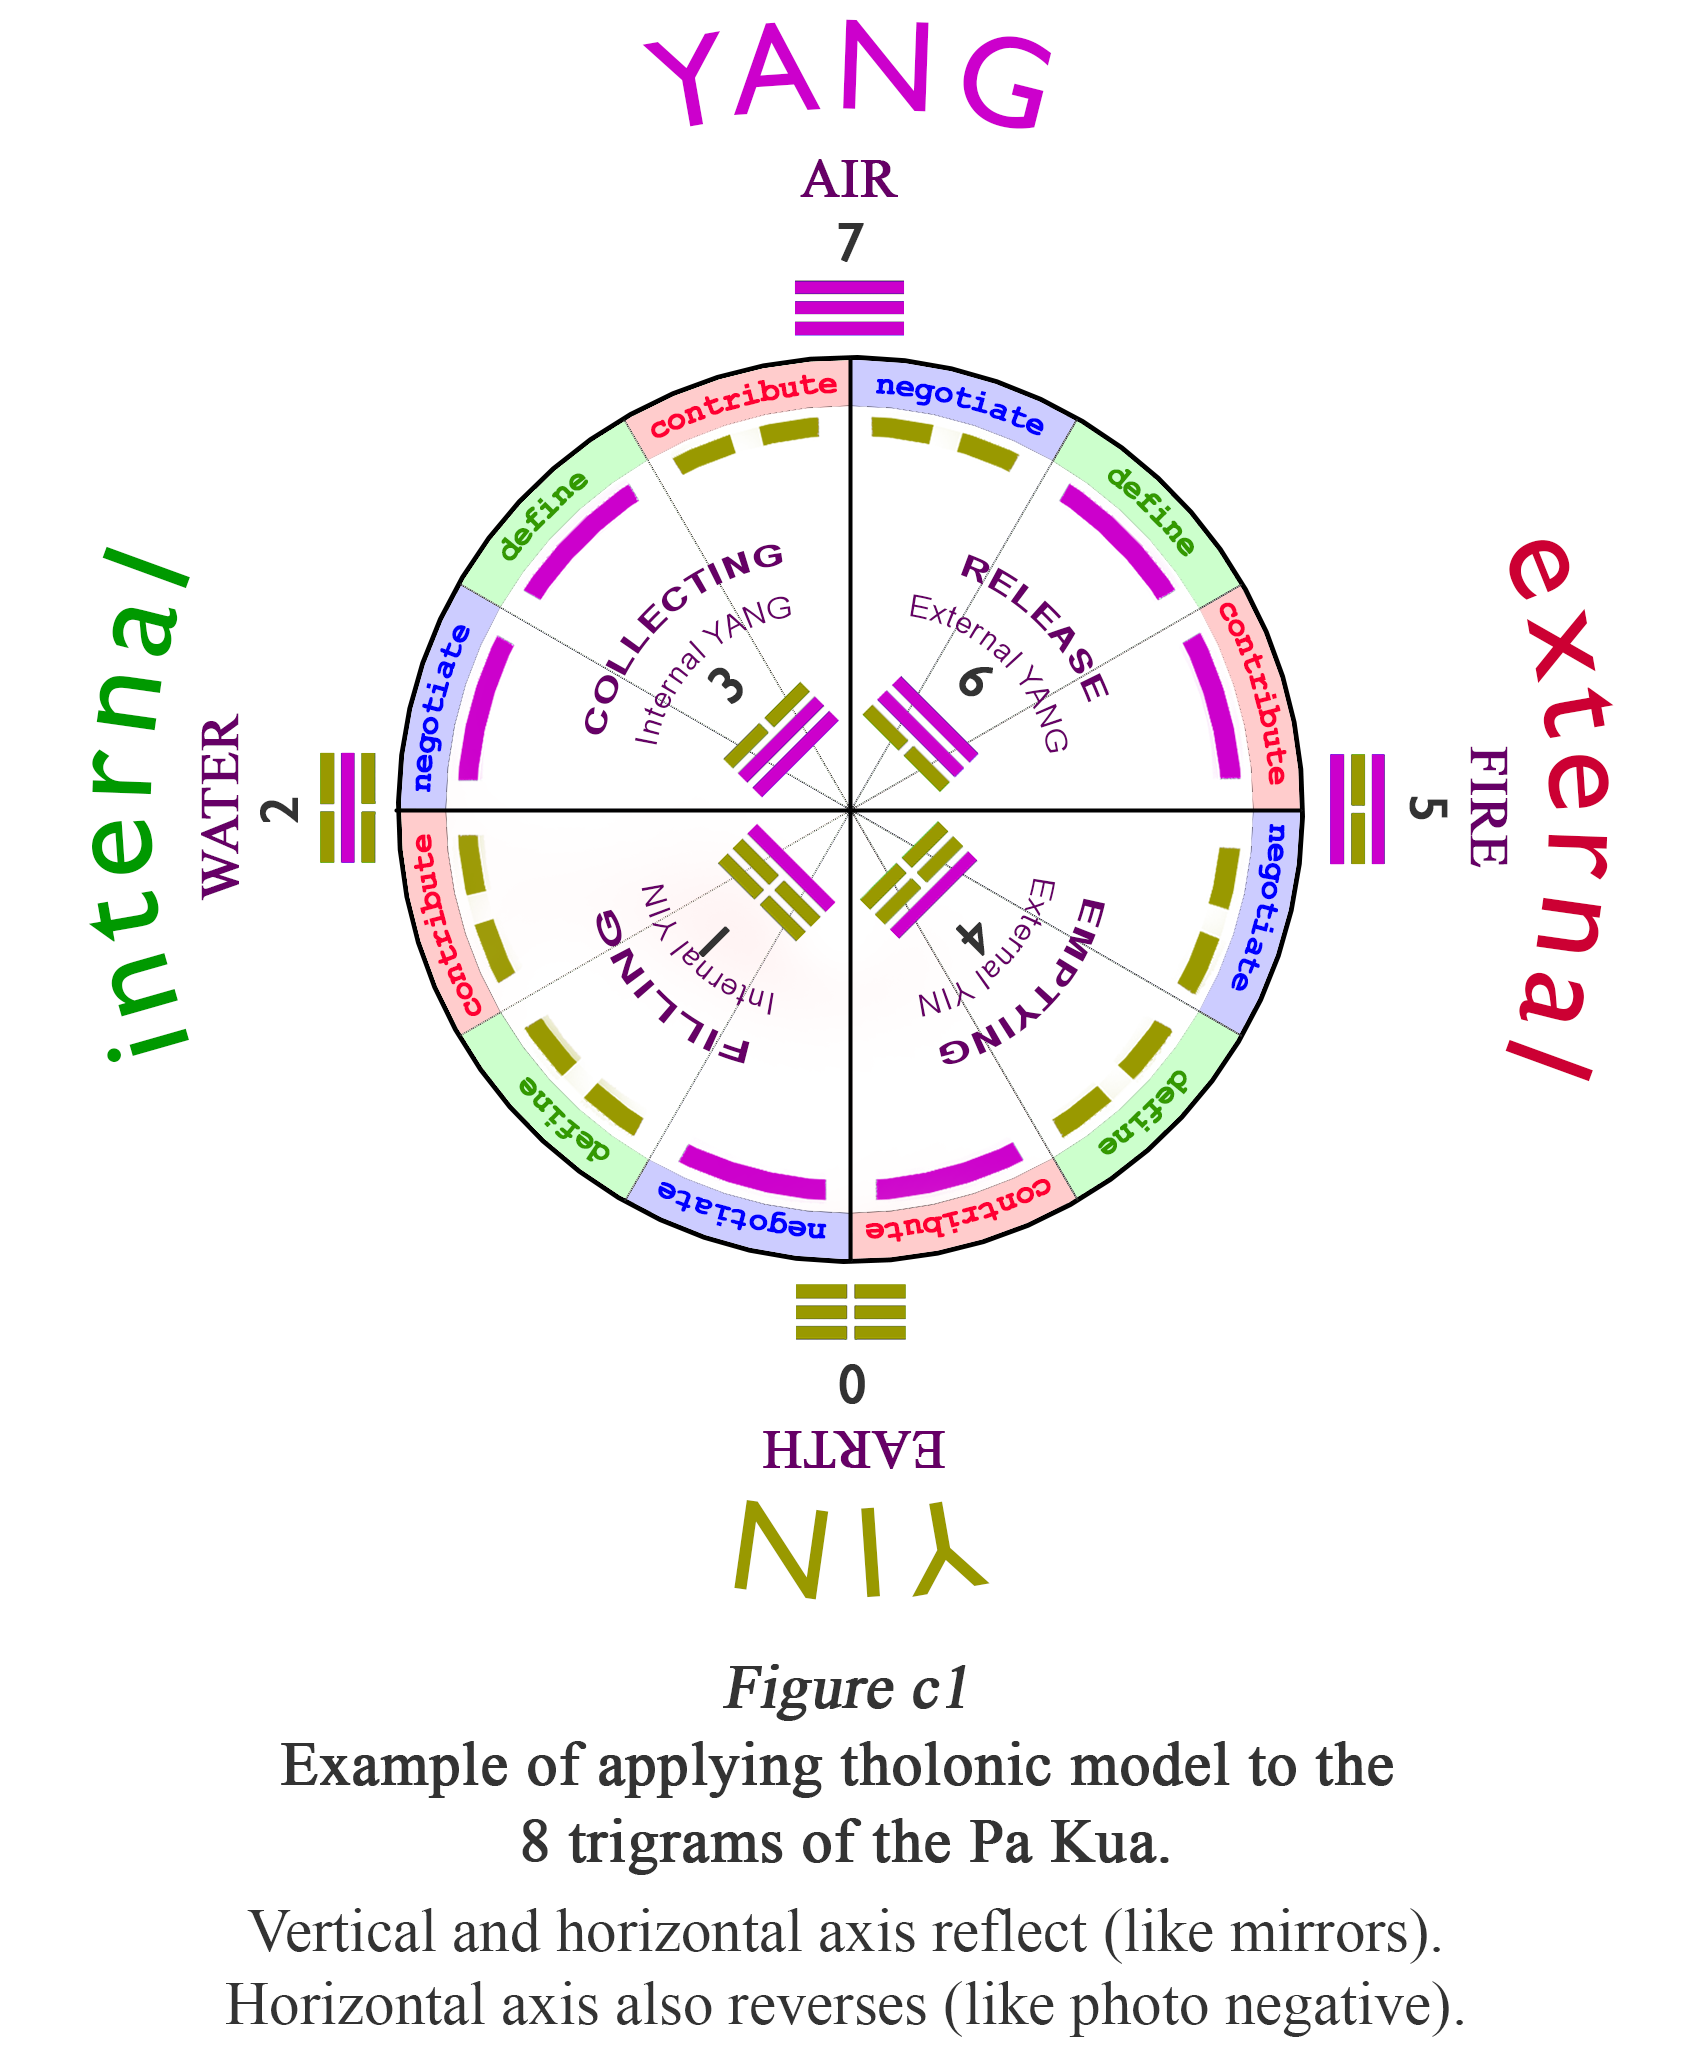 YANG
AIR
7
contribute
negotiate
define
define
negotiate
contribute
COLLECTING
Internal YANG
3
RELEASE
External YANG
6
internal
WATER
2
external
FIRE
5
contribute
negotiate
FILLING
Internal YIN
1
EMPTYING
External YIN
4
define
define
negotiate
contribute
0
EARTH
YIN
Figure c1
Example of applying tholonic model to the
8 trigrams of the Pa Kua.
Vertical and horizontal axis reflect (like mirrors).
Horizontal axis also reverses (like photo negative).